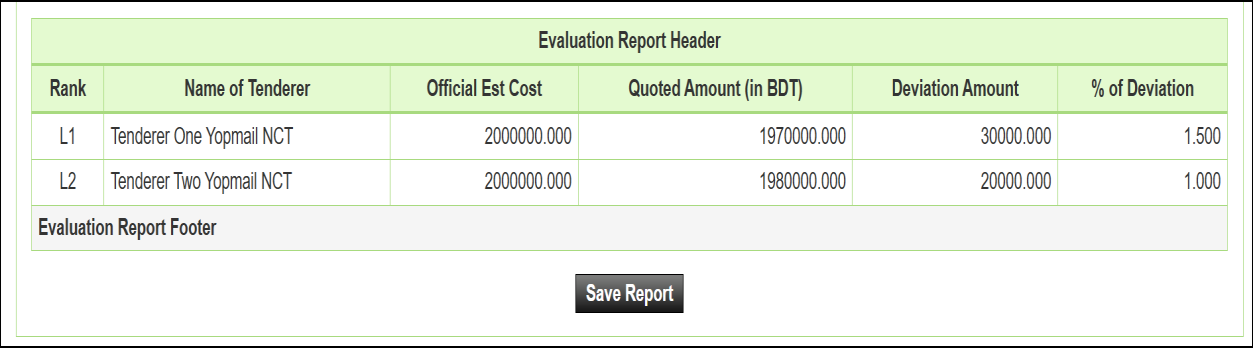 Evaluation Report Header
Rank Name of Tenderer Official Est Cost Quoted Amount (in BDT) Deviation Amount % of Deviation
L1 Tenderer One Yopmail NCT 2000000.000 1970000.000 30000.000 1.500
L2 Tenderer Two Yopmail NCT 2000000.000 1980000.000 20000.000 1.000
Evaluation Report Footer
Save Report